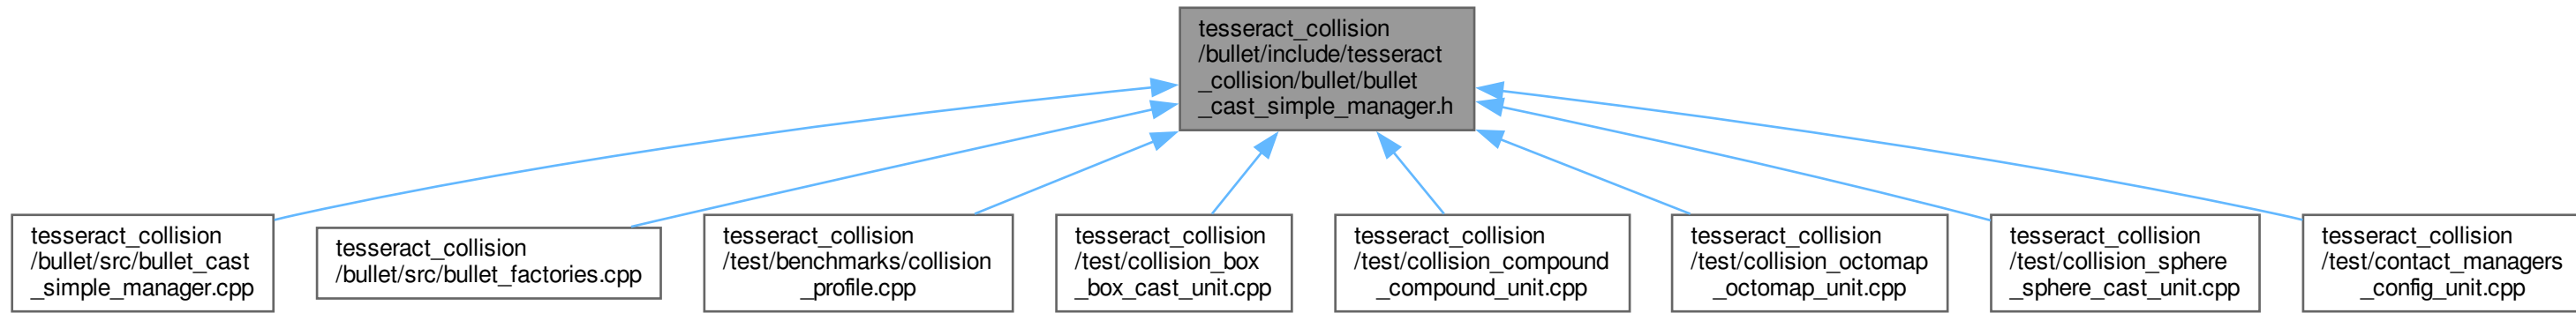 tesseract_collision
/bullet/include/tesseract
_collision/bullet/bullet
_cast_simple_manager.h
tesseract_collision
/bullet/src/bullet_cast
_simple_manager.cpp
tesseract_collision
/bullet/src/bullet_factories.cpp
tesseract_collision
/test/benchmarks/collision
_profile.cpp
tesseract_collision
/test/collision_box
_box_cast_unit.cpp
tesseract_collision
/test/collision_compound
_compound_unit.cpp
tesseract_collision
/test/collision_octomap
_octomap_unit.cpp
tesseract_collision
/test/collision_sphere
_sphere_cast_unit.cpp
tesseract_collision
/test/contact_managers
_config_unit.cpp